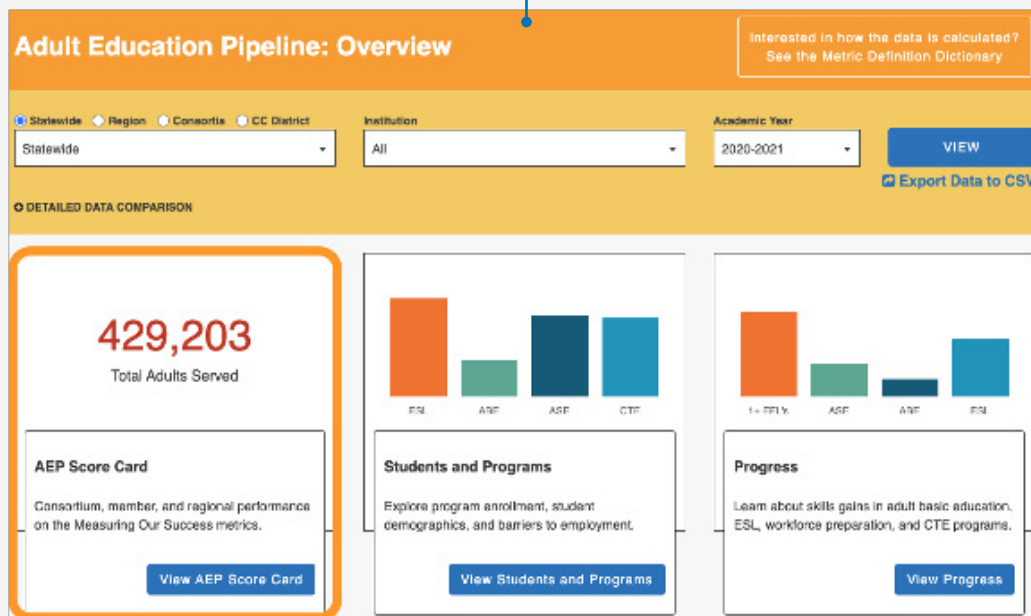 Adult Education Pipeline: Overview
Interested in how the data is calculated?
See the Metric Definition Dictionary
Statewide Region Consortia CC District
Institution
Academic Year
Statewide
All
2020-2021
VIEW
Export Data to CSV
DETAILED DATA COMPARISON
429,203
Total Adults Served
ESL ABE ASE CTE
1+ EFL's ASE ABE ESL
AEP Score Card
Consortium, member, and regional performance
on the Measuring Our Success metrics.
View AEP Score Card
Students and Programs
Explore program enrollment, student
demographics, and barriers to employment.
View Students and Programs
Progress
Learn about skills gains in adult basic education,
ESL, workforce preparation, and CTE programs.
View Progress